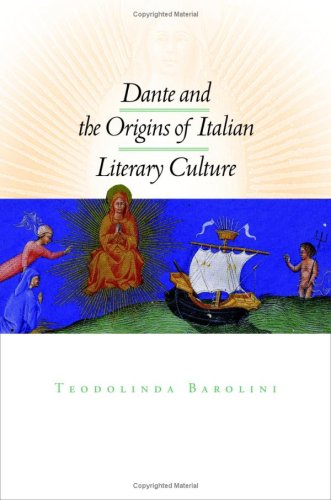 Copyrighted Material
Dante and
the Origins of Italian
Literary Culture
TEODOLINDA BAROLINI
Copyrighted Material